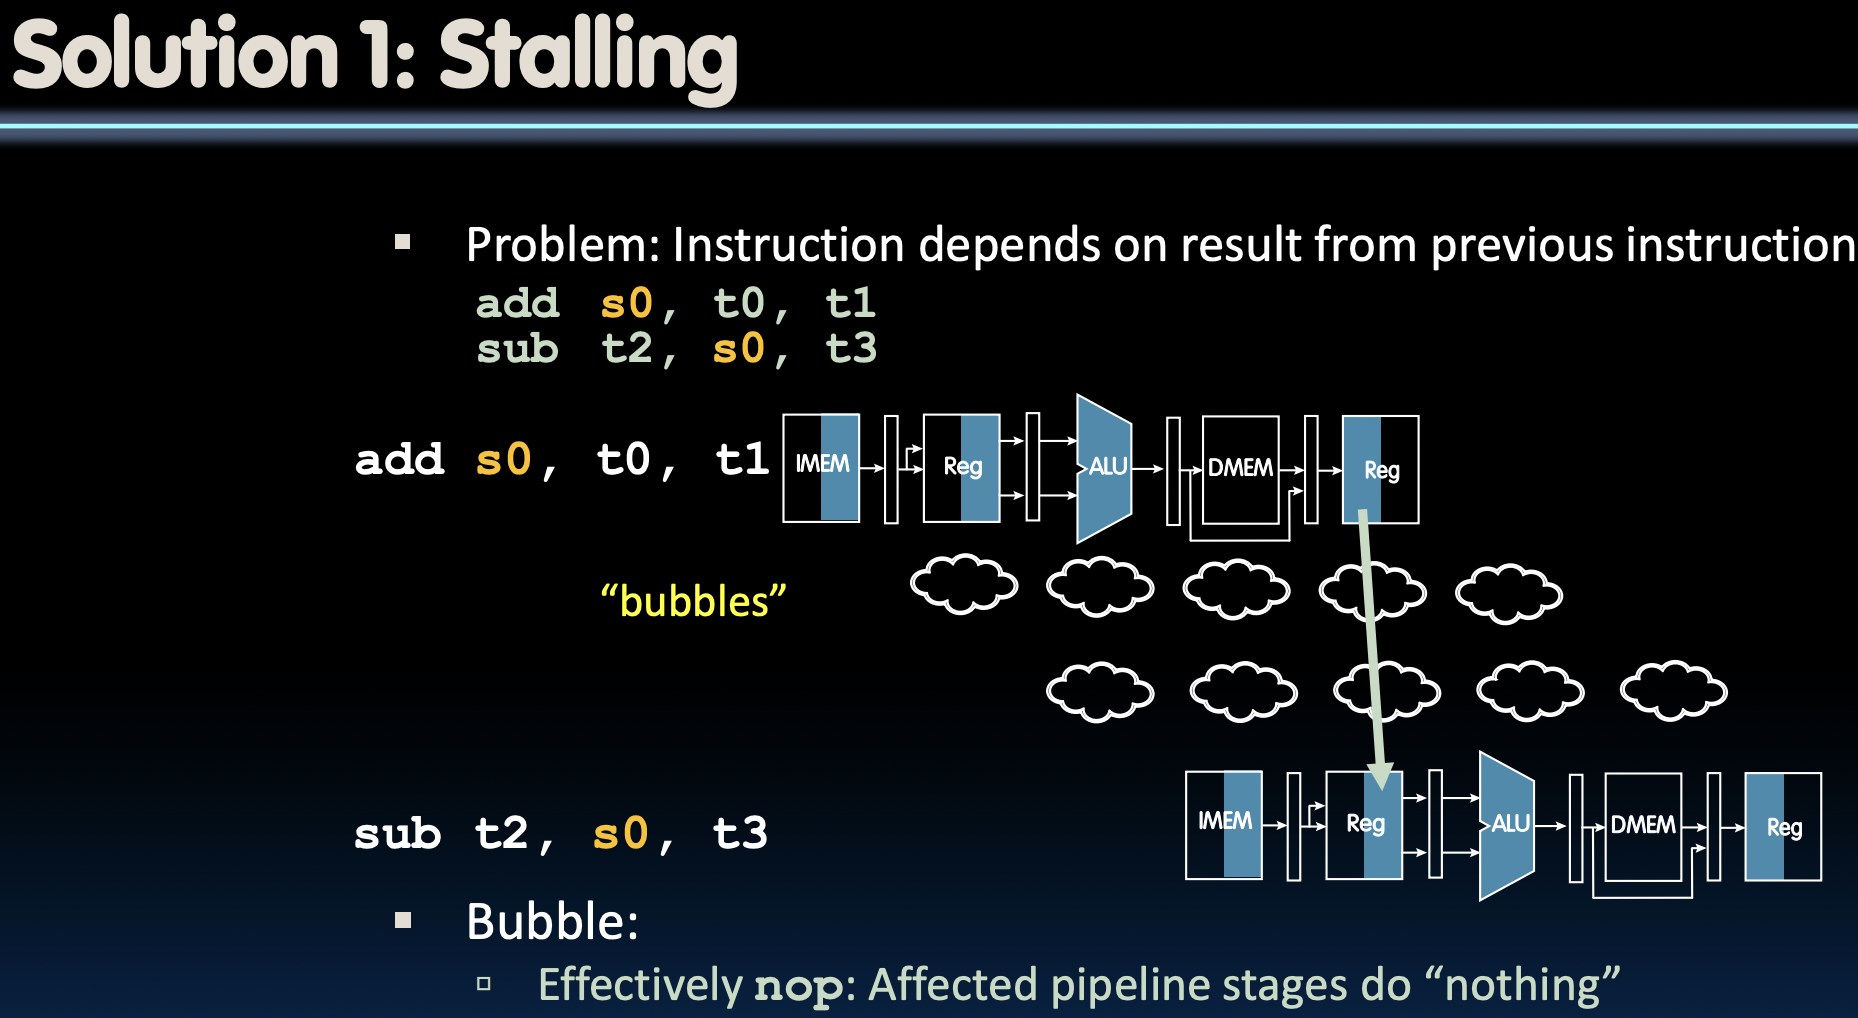 Solution 1: Stalling
▪ Problem: Instruction depends on result from previous instruction
add s0, t0, t1
sub t2, s0, t3
add s0, t0, t1 IMEM Reg ALU DMEM Reg
“bubbles”
sub t2, s0, t3 IMEM Reg ALU DMEM Reg
▪ Bubble:
▫ Effectively nop: Affected pipeline stages do “nothing”